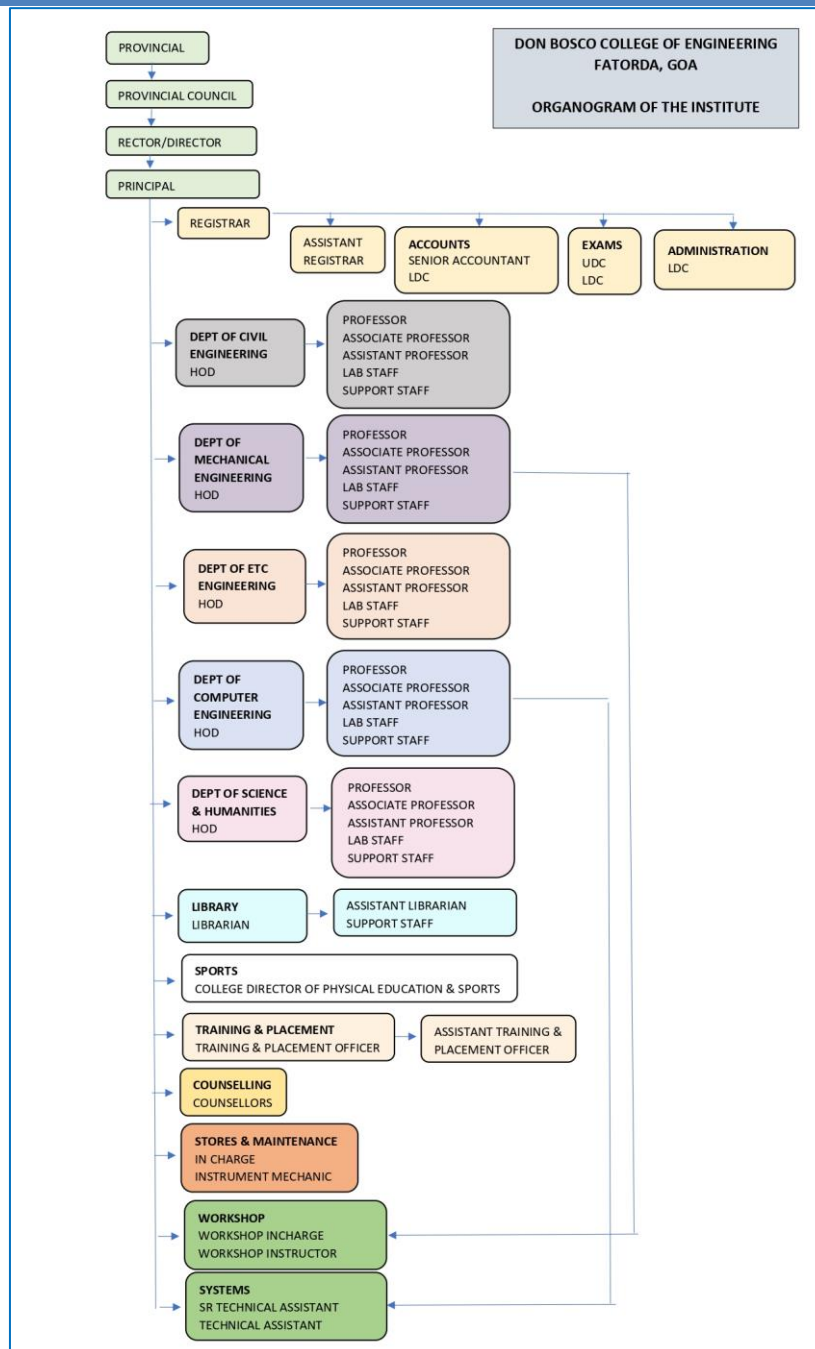 DON BOSCO COLLEGE OF ENGINEERING
FATORDA, GOA
ORGANOGRAM OF THE INSTITUTE
PROVINCIAL
PROVINCIAL COUNCIL
RECTOR/DIRECTOR
PRINCIPAL
REGISTRAR
ASSISTANT
REGISTRAR
ACCOUNTS
SENIOR ACCOUNTANT
LDC
EXAMS
UDC
LDC
ADMINISTRATION
LDC
DEPT OF CIVIL
ENGINEERING
HOD
PROFESSOR
ASSOCIATE PROFESSOR
ASSISTANT PROFESSOR
LAB STAFF
SUPPORT STAFF
DEPT OF
MECHANICAL
ENGINEERING
HOD
PROFESSOR
ASSOCIATE PROFESSOR
ASSISTANT PROFESSOR
LAB STAFF
SUPPORT STAFF
DEPT OF ETC
ENGINEERING
HOD
PROFESSOR
ASSOCIATE PROFESSOR
ASSISTANT PROFESSOR
LAB STAFF
SUPPORT STAFF
DEPT OF
COMPUTER
ENGINEERING
HOD
PROFESSOR
ASSOCIATE PROFESSOR
ASSISTANT PROFESSOR
LAB STAFF
SUPPORT STAFF
DEPT OF SCIENCE
& HUMANITIES
HOD
PROFESSOR
ASSOCIATE PROFESSOR
ASSISTANT PROFESSOR
LAB STAFF
SUPPORT STAFF
LIBRARY
LIBRARIAN
ASSISTANT LIBRARIAN
SUPPORT STAFF
SPORTS
COLLEGE DIRECTOR OF PHYSICAL EDUCATION & SPORTS
TRAINING & PLACEMENT
TRAINING & PLACEMENT OFFICER
ASSISTANT TRAINING &
PLACEMENT OFFICER
COUNSELLING
COUNSELLORS
STORES & MAINTENANCE
IN CHARGE
INSTRUMENT MECHANIC
WORKSHOP
WORKSHOP INCHARGE
WORKSHOP INSTRUCTOR
SYSTEMS
SR TECHNICAL ASSISTANT
TECHNICAL ASSISTANT